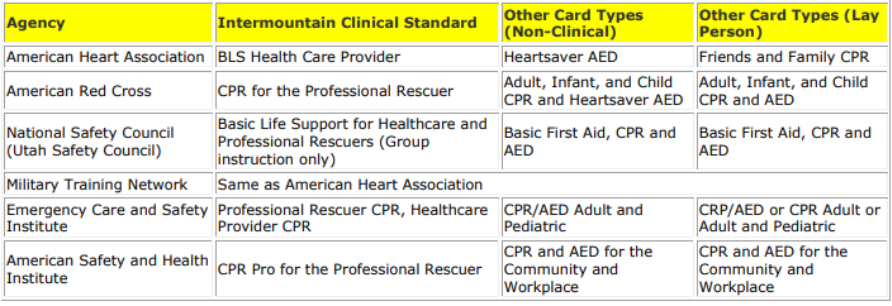 Agency
Intermountain Clinical Standard
Other Card Types
(Non-Clinical)
Other Card Types (Lay
Person)
American Heart Association
BLS Health Care Provider
Heartsaver AED
Friends and Family CPR
American Red Cross
CPR for the Professional Rescuer
Adult, Infant, and Child
CPR and Heartsaver AED
Adult, Infant, and Child
CPR and AED
National Safety Council
(Utah Safety Council)
Basic Life Support for Healthcare and
Professional Rescuers (Group
instruction only)
Basic First Aid, CPR and
AED
Basic First Aid, CPR and
AED
Military Training Network
Same as American Heart Association
Emergency Care and Safety
Institute
Professional Rescuer CPR, Healthcare
Provider CPR
CPR/AED Adult and
Pediatric
CRP/AED or CPR Adult or
Adult and Pediatric
American Safety and Health
Institute
CPR Pro for the Professional Rescuer
CPR and AED for the
Community and
Workplace
CPR and AED for the
Community and
Workplace